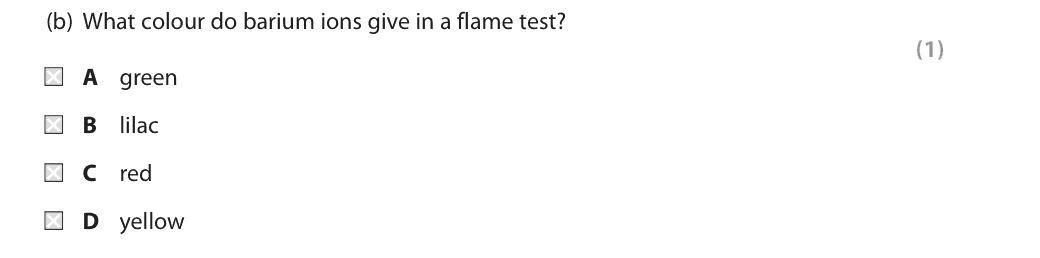 (b) What colour do barium ions give in a flame test?
(1)
A green
B lilac
C red
D yellow